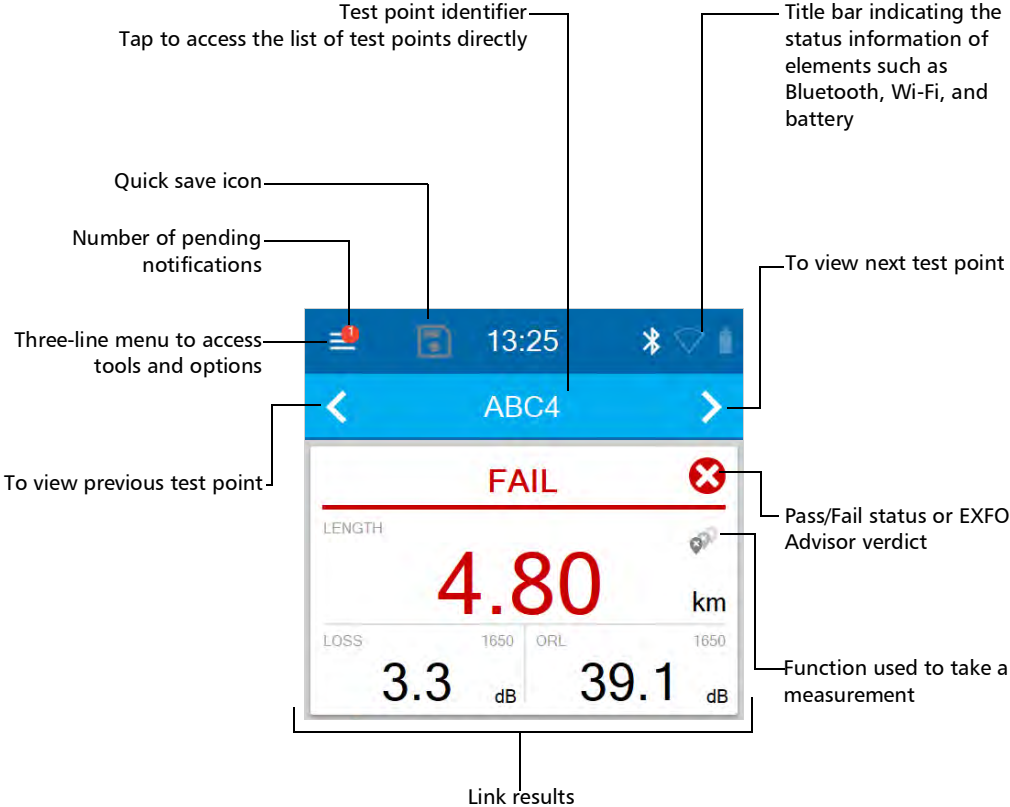 Test point identifier
Tap to access the list of test points directly
Title bar indicating the
status information of
elements such as
Bluetooth, Wi-Fi, and
battery
Quick save icon
Number of pending
notifications
To view next test point
Three-line menu to access
tools and options
1
13:25
ABC4
To view previous test point
FAIL
Pass/Fail status or EXFO
Advisor verdict
LENGTH
4.80
km
LOSS
1650
ORL
1650
3.3
dB
39.1
dB
Function used to take a
measurement
Link results